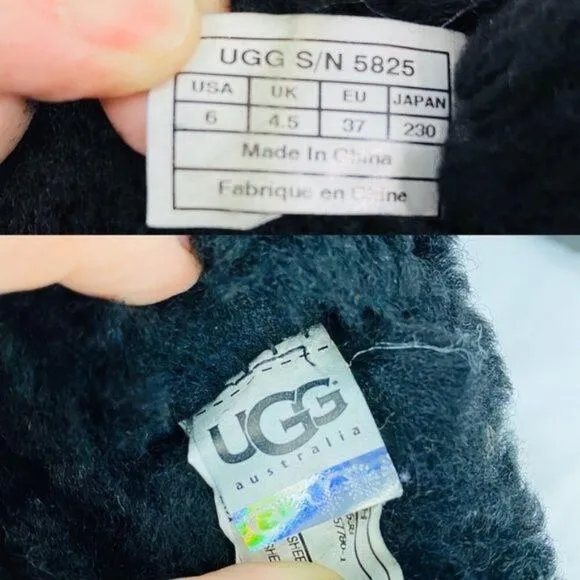 UGG S/N 5825
USA UK EU JAPAN
6 4.5 37 230
Made In China
Fabrique en Chine
UGG
australia